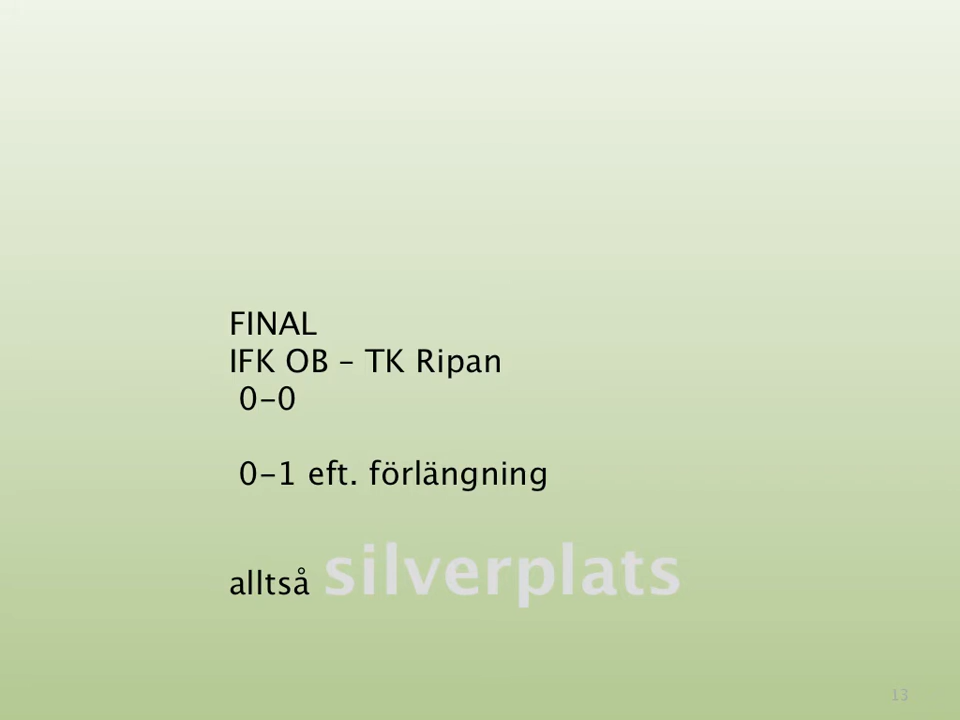 FINAL
IFK OB – TK Ripan
0-0
0-1 eft. förlängning
alltså silverplats
13